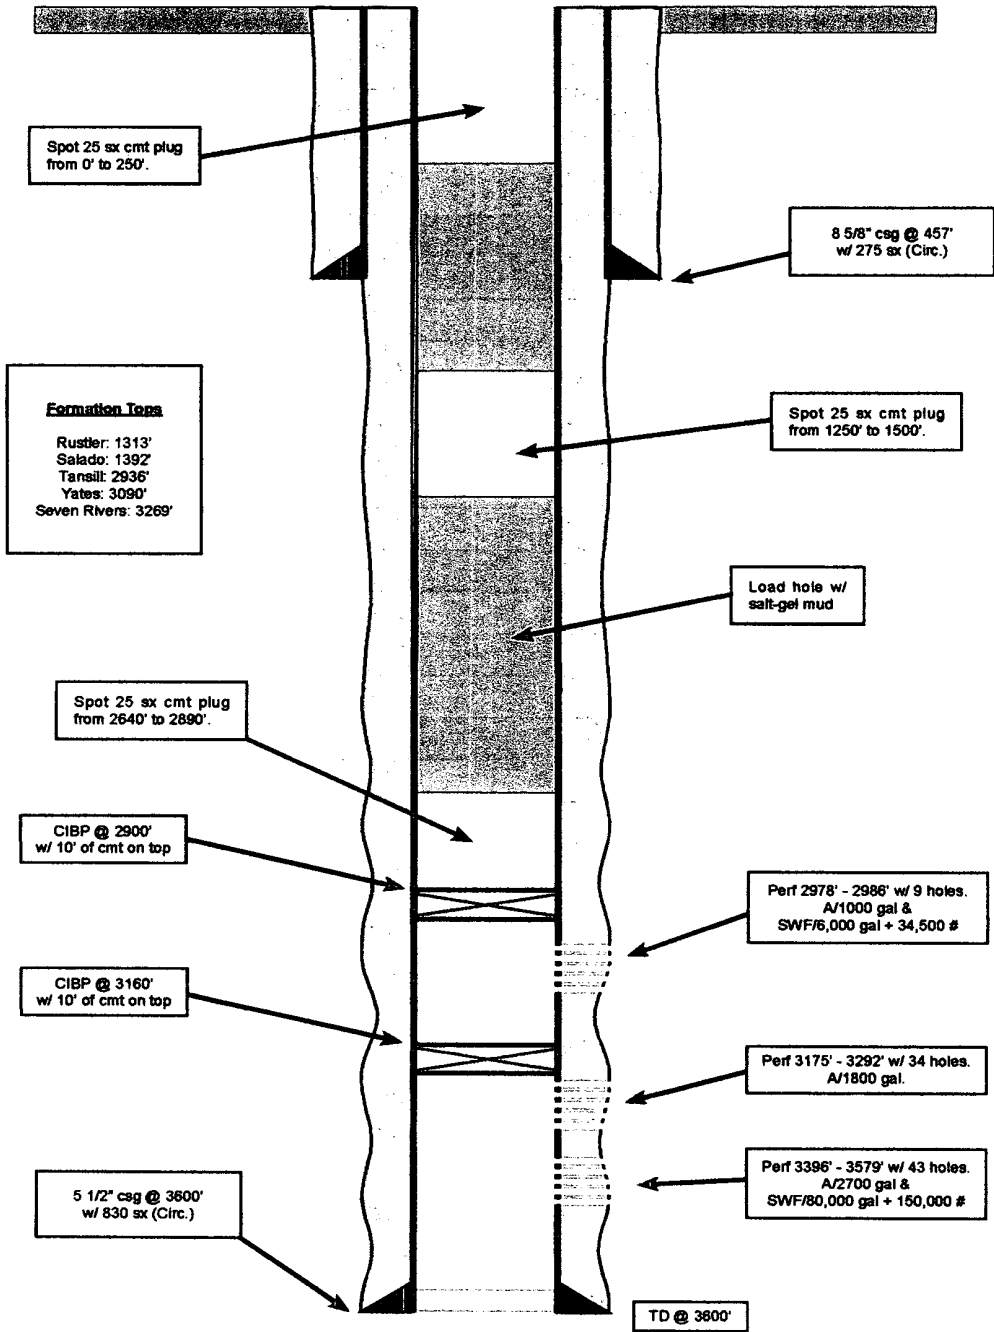 Spot 25 sx cmt plug
from 0' to 250'.
8 5/8" csg @ 457'
w/ 275 sx (Circ.)
Formation Tops
Rustler: 1313'
Salado: 1392'
Tansill: 2936'
Yates: 3090'
Seven Rivers: 3269'
Spot 25 sx cmt plug
from 1250' to 1500'.
Load hole w/
salt-gel mud
Spot 25 sx cmt plug
from 2640' to 2890'.
CIBP @ 2900'
w/ 10' of cmt on top
Perf 2978' - 2986' w/ 9 holes.
A/1000 gal &
SWF/6,000 gal + 34,500 #
CIBP @ 3160'
w/ 10' of cmt on top
Perf 3175' - 3292' w/ 34 holes.
A/1800 gal.
Perf 3396' - 3579' w/ 43 holes.
A/2700 gal &
SWF/80,000 gal + 150,000 #
5 1/2" csg @ 3600'
w/ 830 sx (Circ.)
TD @ 3600'